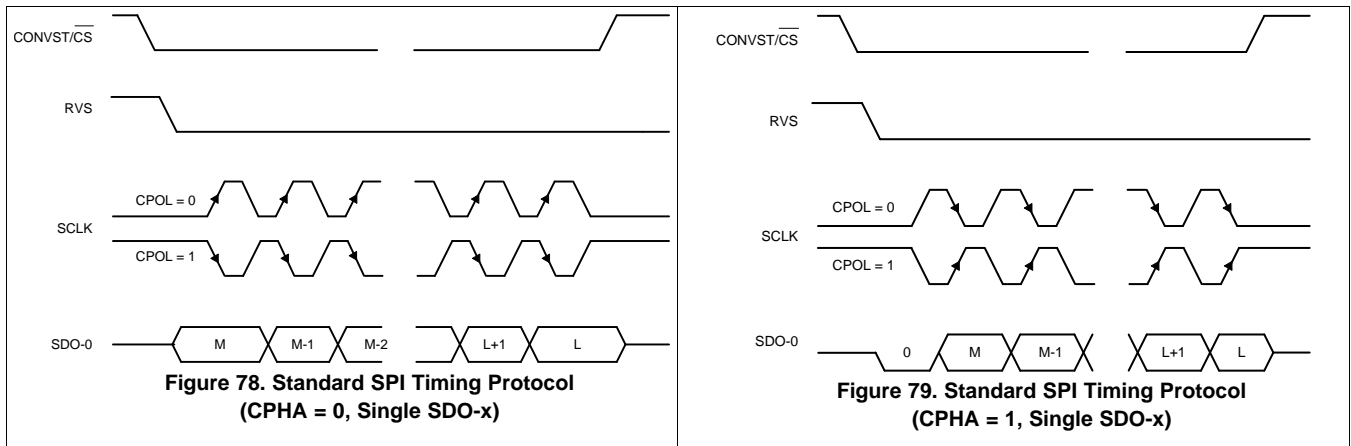 CONVST/CS
RVS
CPOL = 0
SCLK
CPOL = 1
SDO-0
M
M-1
M-2
L+1
L
Figure 78. Standard SPI Timing Protocol
(CPHA = 0, Single SDO-x)
CONVST/CS
RVS
CPOL = 0
SCLK
CPOL = 1
SDO-0
0
M
M-1
L+1
L
Figure 79. Standard SPI Timing Protocol
(CPHA = 1, Single SDO-x)